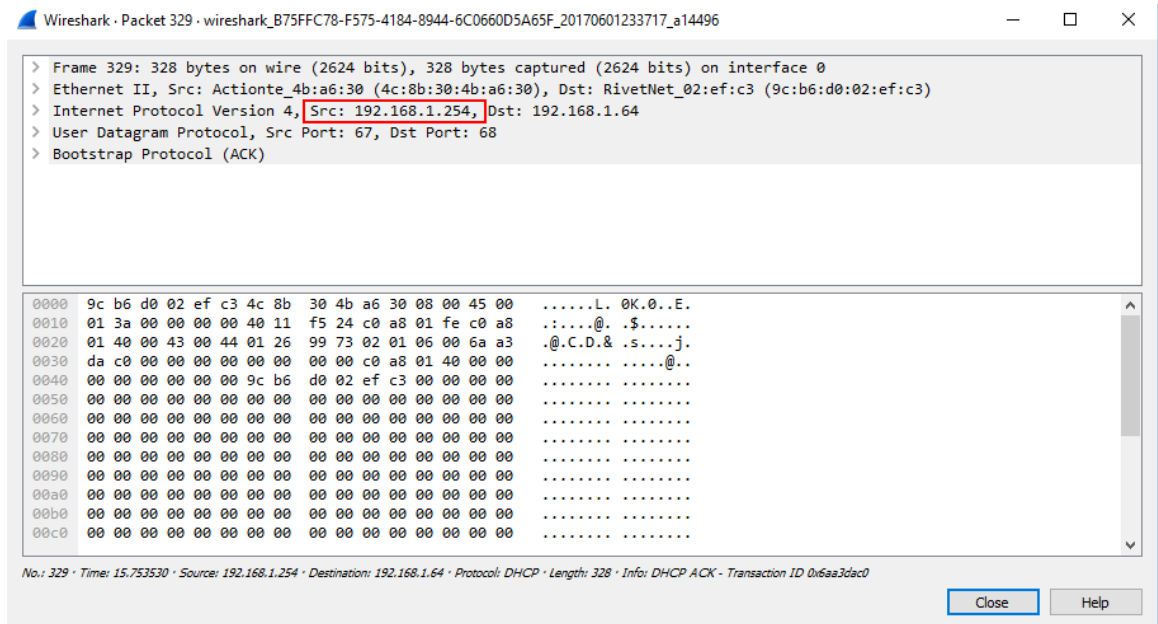 Wireshark · Packet 329 · wireshark_B75FFC78-F575-4184-8944-6C0660D5A65F_20170601233717_a14496
> Frame 329: 328 bytes on wire (2624 bits), 328 bytes captured (2624 bits) on interface 0
> Ethernet II, Src: Actionte_4b:a6:30 (4c:8b:30:4b:a6:30), Dst: RivetNet_02:ef:c3 (9c:b6:d0:02:ef:c3)
> Internet Protocol Version 4, Src: 192.168.1.254, Dst: 192.168.1.64
> User Datagram Protocol, Src Port: 67, Dst Port: 68
> Bootstrap Protocol (ACK)
0000 9c b6 d0 02 ef c3 4c 8b 30 4b a6 30 08 00 45 00 ......L. 0K.0..E.
0010 01 3a 00 00 00 00 40 11 f5 24 c0 a8 01 fe c0 a8 .:....@. .$......
0020 01 40 00 43 00 44 01 26 99 73 02 01 06 00 6a a3 .@.C.D.& .s....j.
0030 da c0 00 00 00 00 00 00 00 00 c0 a8 01 40 00 00 ........ .....@..
0040 00 00 00 00 00 00 9c b6 d0 02 ef c3 00 00 00 00 ........ ........
0050 00 00 00 00 00 00 00 00 00 00 00 00 00 00 00 00 ........ ........
0060 00 00 00 00 00 00 00 00 00 00 00 00 00 00 00 00 ........ ........
0070 00 00 00 00 00 00 00 00 00 00 00 00 00 00 00 00 ........ ........
0080 00 00 00 00 00 00 00 00 00 00 00 00 00 00 00 00 ........ ........
0090 00 00 00 00 00 00 00 00 00 00 00 00 00 00 00 00 ........ ........
00a0 00 00 00 00 00 00 00 00 00 00 00 00 00 00 00 00 ........ ........
00b0 00 00 00 00 00 00 00 00 00 00 00 00 00 00 00 00 ........ ........
00c0 00 00 00 00 00 00 00 00 00 00 00 00 00 00 00 00 ........ ........
No.: 329 · Time: 15.753530 · Source: 192.168.1.254 · Destination: 192.168.1.64 · Protocol: DHCP · Length: 328 · Info: DHCP ACK - Transaction ID 0x6aa3dac0
Close Help